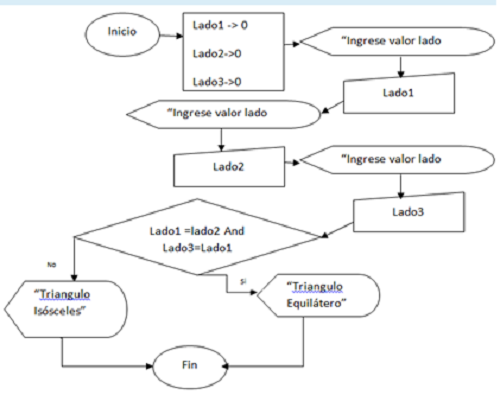 Inicio
Lado1 -> 0
Lado2->0
Lado3->0
"Ingrese valor lado
Lado1
"Ingrese valor lado
Lado2
"Ingrese valor lado
Lado3
Lado1 =lado2 And
Lado3=Lado1
No
Si
"Triangulo
Isósceles"
"Triangulo
Equilátero"
Fin